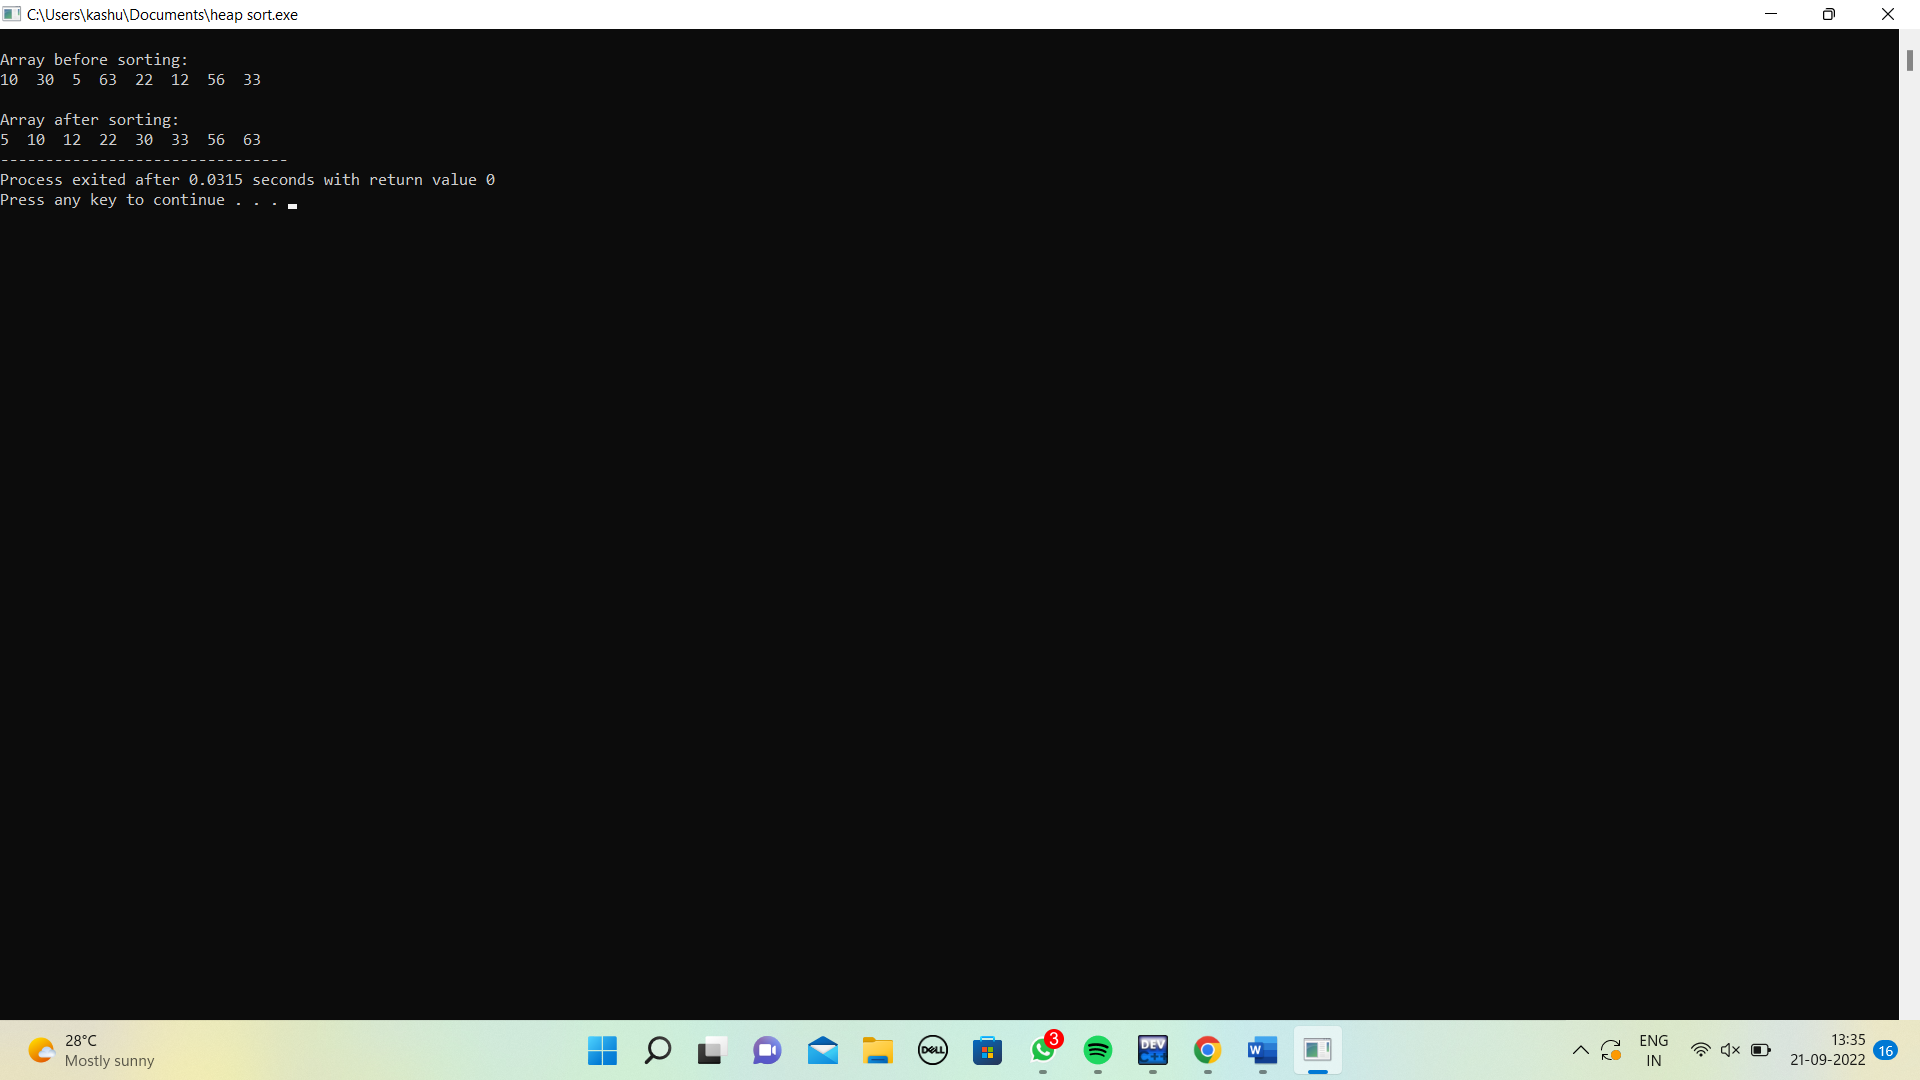 C:\Users\kashu\Documents\heap sort.exe
Array before sorting:
10  30  5  63  22  12  56  33
Array after sorting:
5  10  12  22  30  33  56  63
--------------------------------
Process exited after 0.0315 seconds with return value 0
Press any key to continue . . .
28°C
Mostly sunny
DELL
3
DEV
C++
W
ENG
IN
13:35
21-09-2022
16